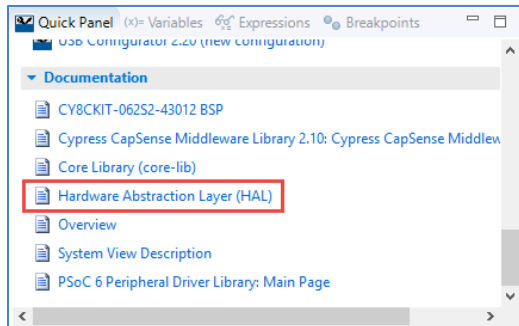 Quick Panel (x)= Variables Expressions Breakpoints
USB Configurator 2.20 (new configuration)
Documentation
CY8CKIT-062S2-43012 BSP
Cypress CapSense Middleware Library 2.10: Cypress CapSense Middlew
Core Library (core-lib)
Hardware Abstraction Layer (HAL)
Overview
System View Description
PSoC 6 Peripheral Driver Library: Main Page